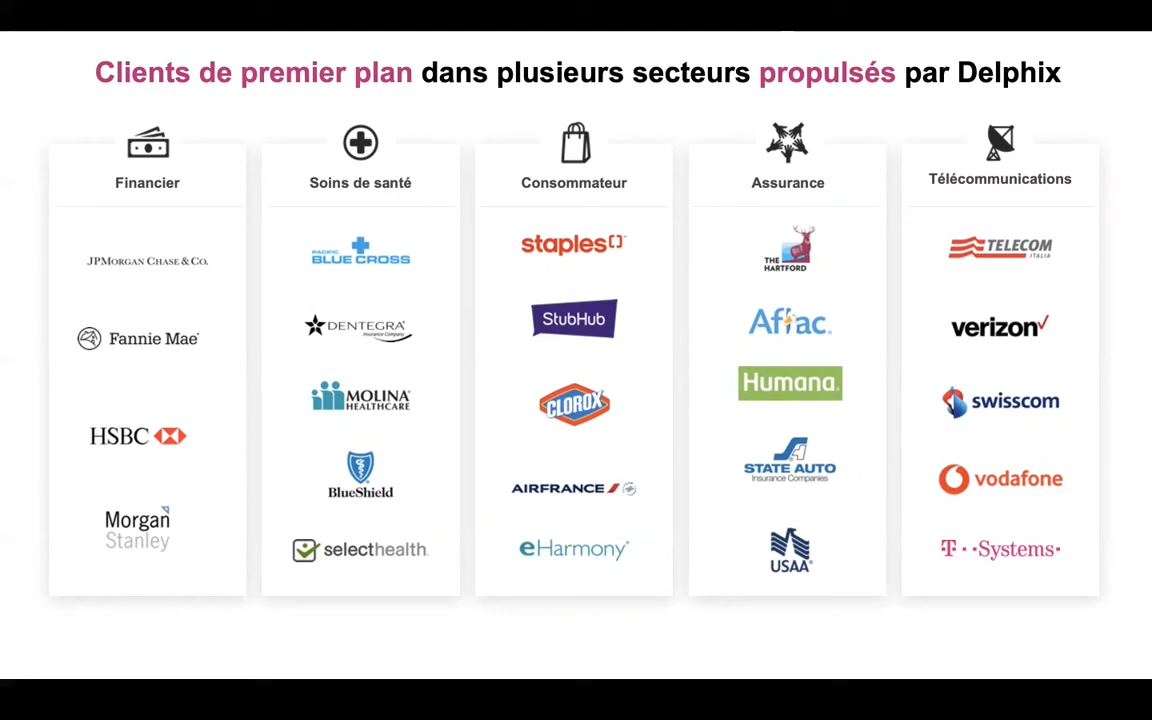 Clients de premier plan dans plusieurs secteurs propulsés par Delphix
Financier
JPMORGAN CHASE & CO.
Fannie Mae
HSBC
Morgan
Stanley
Soins de santé
PACIFIC
BLUE CROSS
DENTEGRA
Insurance Company
MOLINA
HEALTHCARE
BlueShield
selecthealth
Consommateur
staples
StubHub
CLOROX
AIRFRANCE
eHarmony
Assurance
THE
HARTFORD
Aflac
Humana
STATE AUTO
Insurance Companies
USAA
Télécommunications
TELECOM
ITALIA
verizon
swisscom
vodafone
T··Systems·